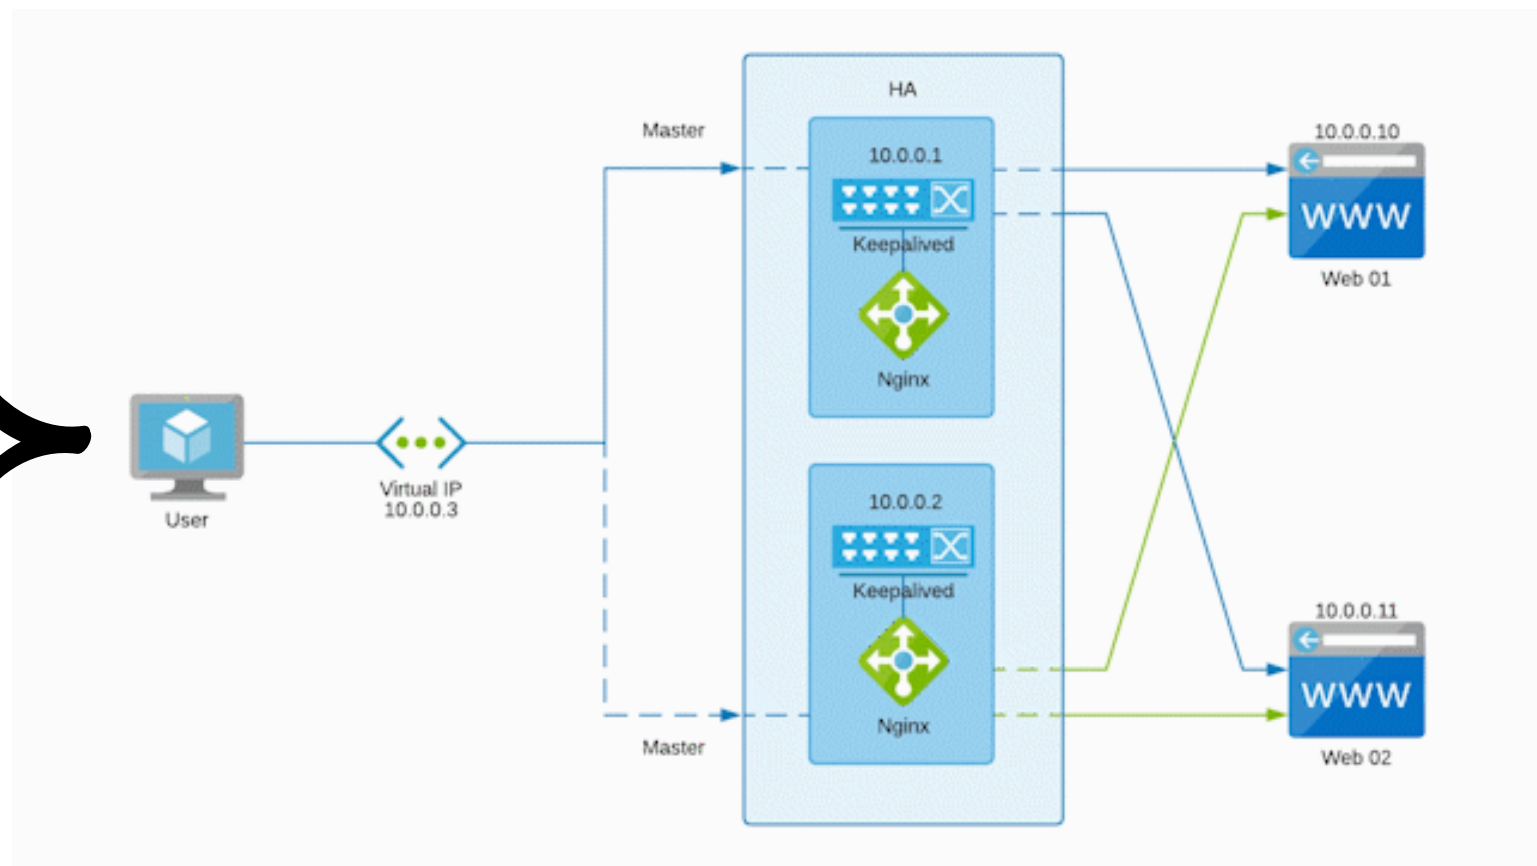 HA
Master
10.0.0.1
Keepalived
Nginx
10.0.0.10
WWW
Web 01
User
Virtual IP
10.0.0.3
10.0.0.2
Keepalived
Nginx
Master
10.0.0.11
WWW
Web 02